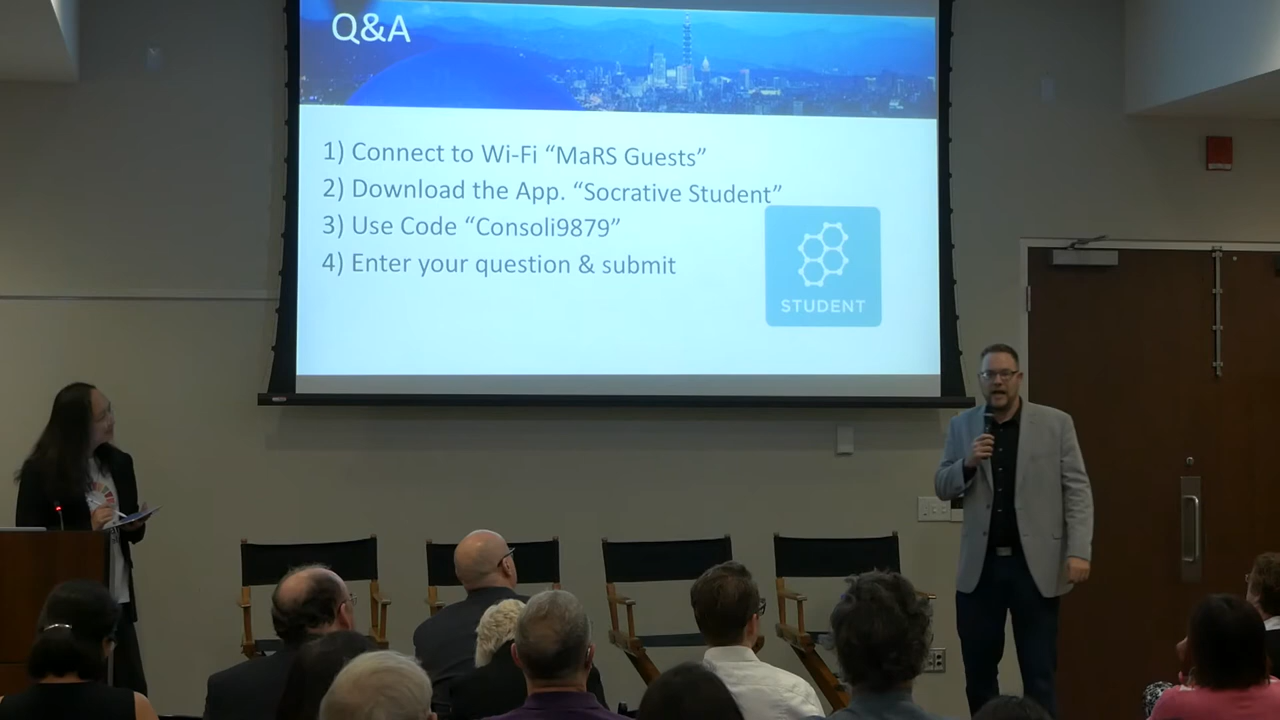 Q&A
1) Connect to Wi-Fi “MaRS Guests”
2) Download the App. “Socrative Student”
3) Use Code “Consoli9879”
4) Enter your question & submit
STUDENT